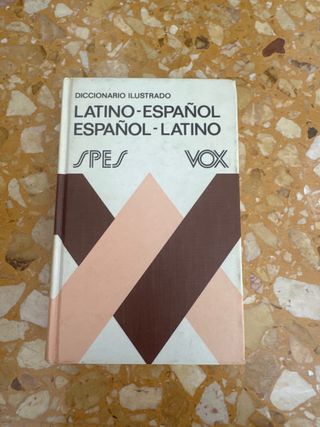 DICCIONARIO ILUSTRADO
LATINO-ESPAÑOL
ESPAÑOL-LATINO
SPES VOX